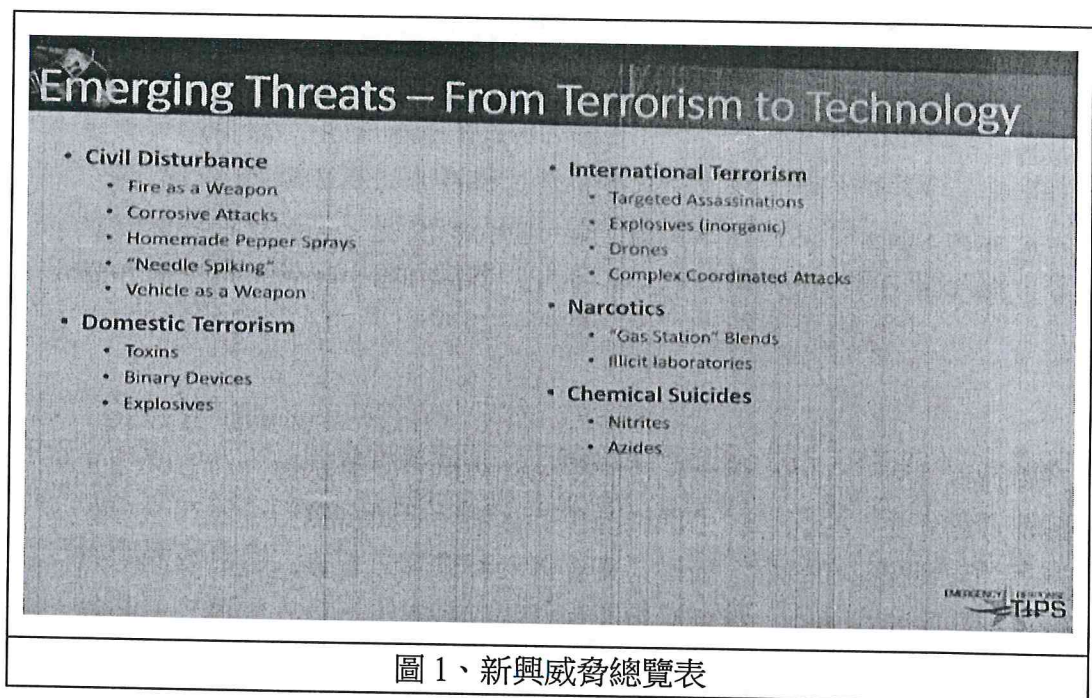 Emerging Threats – From Terrorism to Technology
• Civil Disturbance
• Fire as a Weapon
• Corrosive Attacks
• Homemade Pepper Sprays
• "Needle Spiking"
• Vehicle as a Weapon
• Domestic Terrorism
• Toxins
• Binary Devices
• Explosives
• International Terrorism
• Targeted Assassinations
• Explosives (inorganic)
• Drones
• Complex Coordinated Attacks
• Narcotics
• "Gas Station" Blends
• Illicit laboratories
• Chemical Suicides
• Nitrites
• Azides
EMERGENCY RESPONSE
TIPS
圖 1、新興威脅總覽表